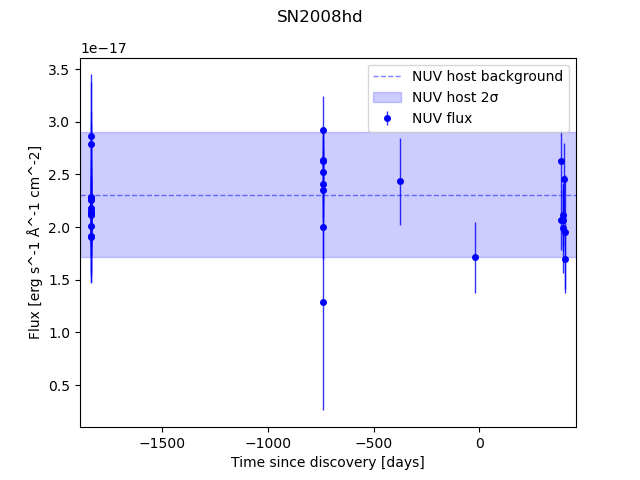 SN2008hd
1e−17
3.5
3.0
2.5
2.0
1.5
1.0
0.5
Flux [erg s^-1 Å^-1 cm^-2]
NUV host background
NUV host 2σ
NUV flux
−1500
−1000
−500
0
Time since discovery [days]